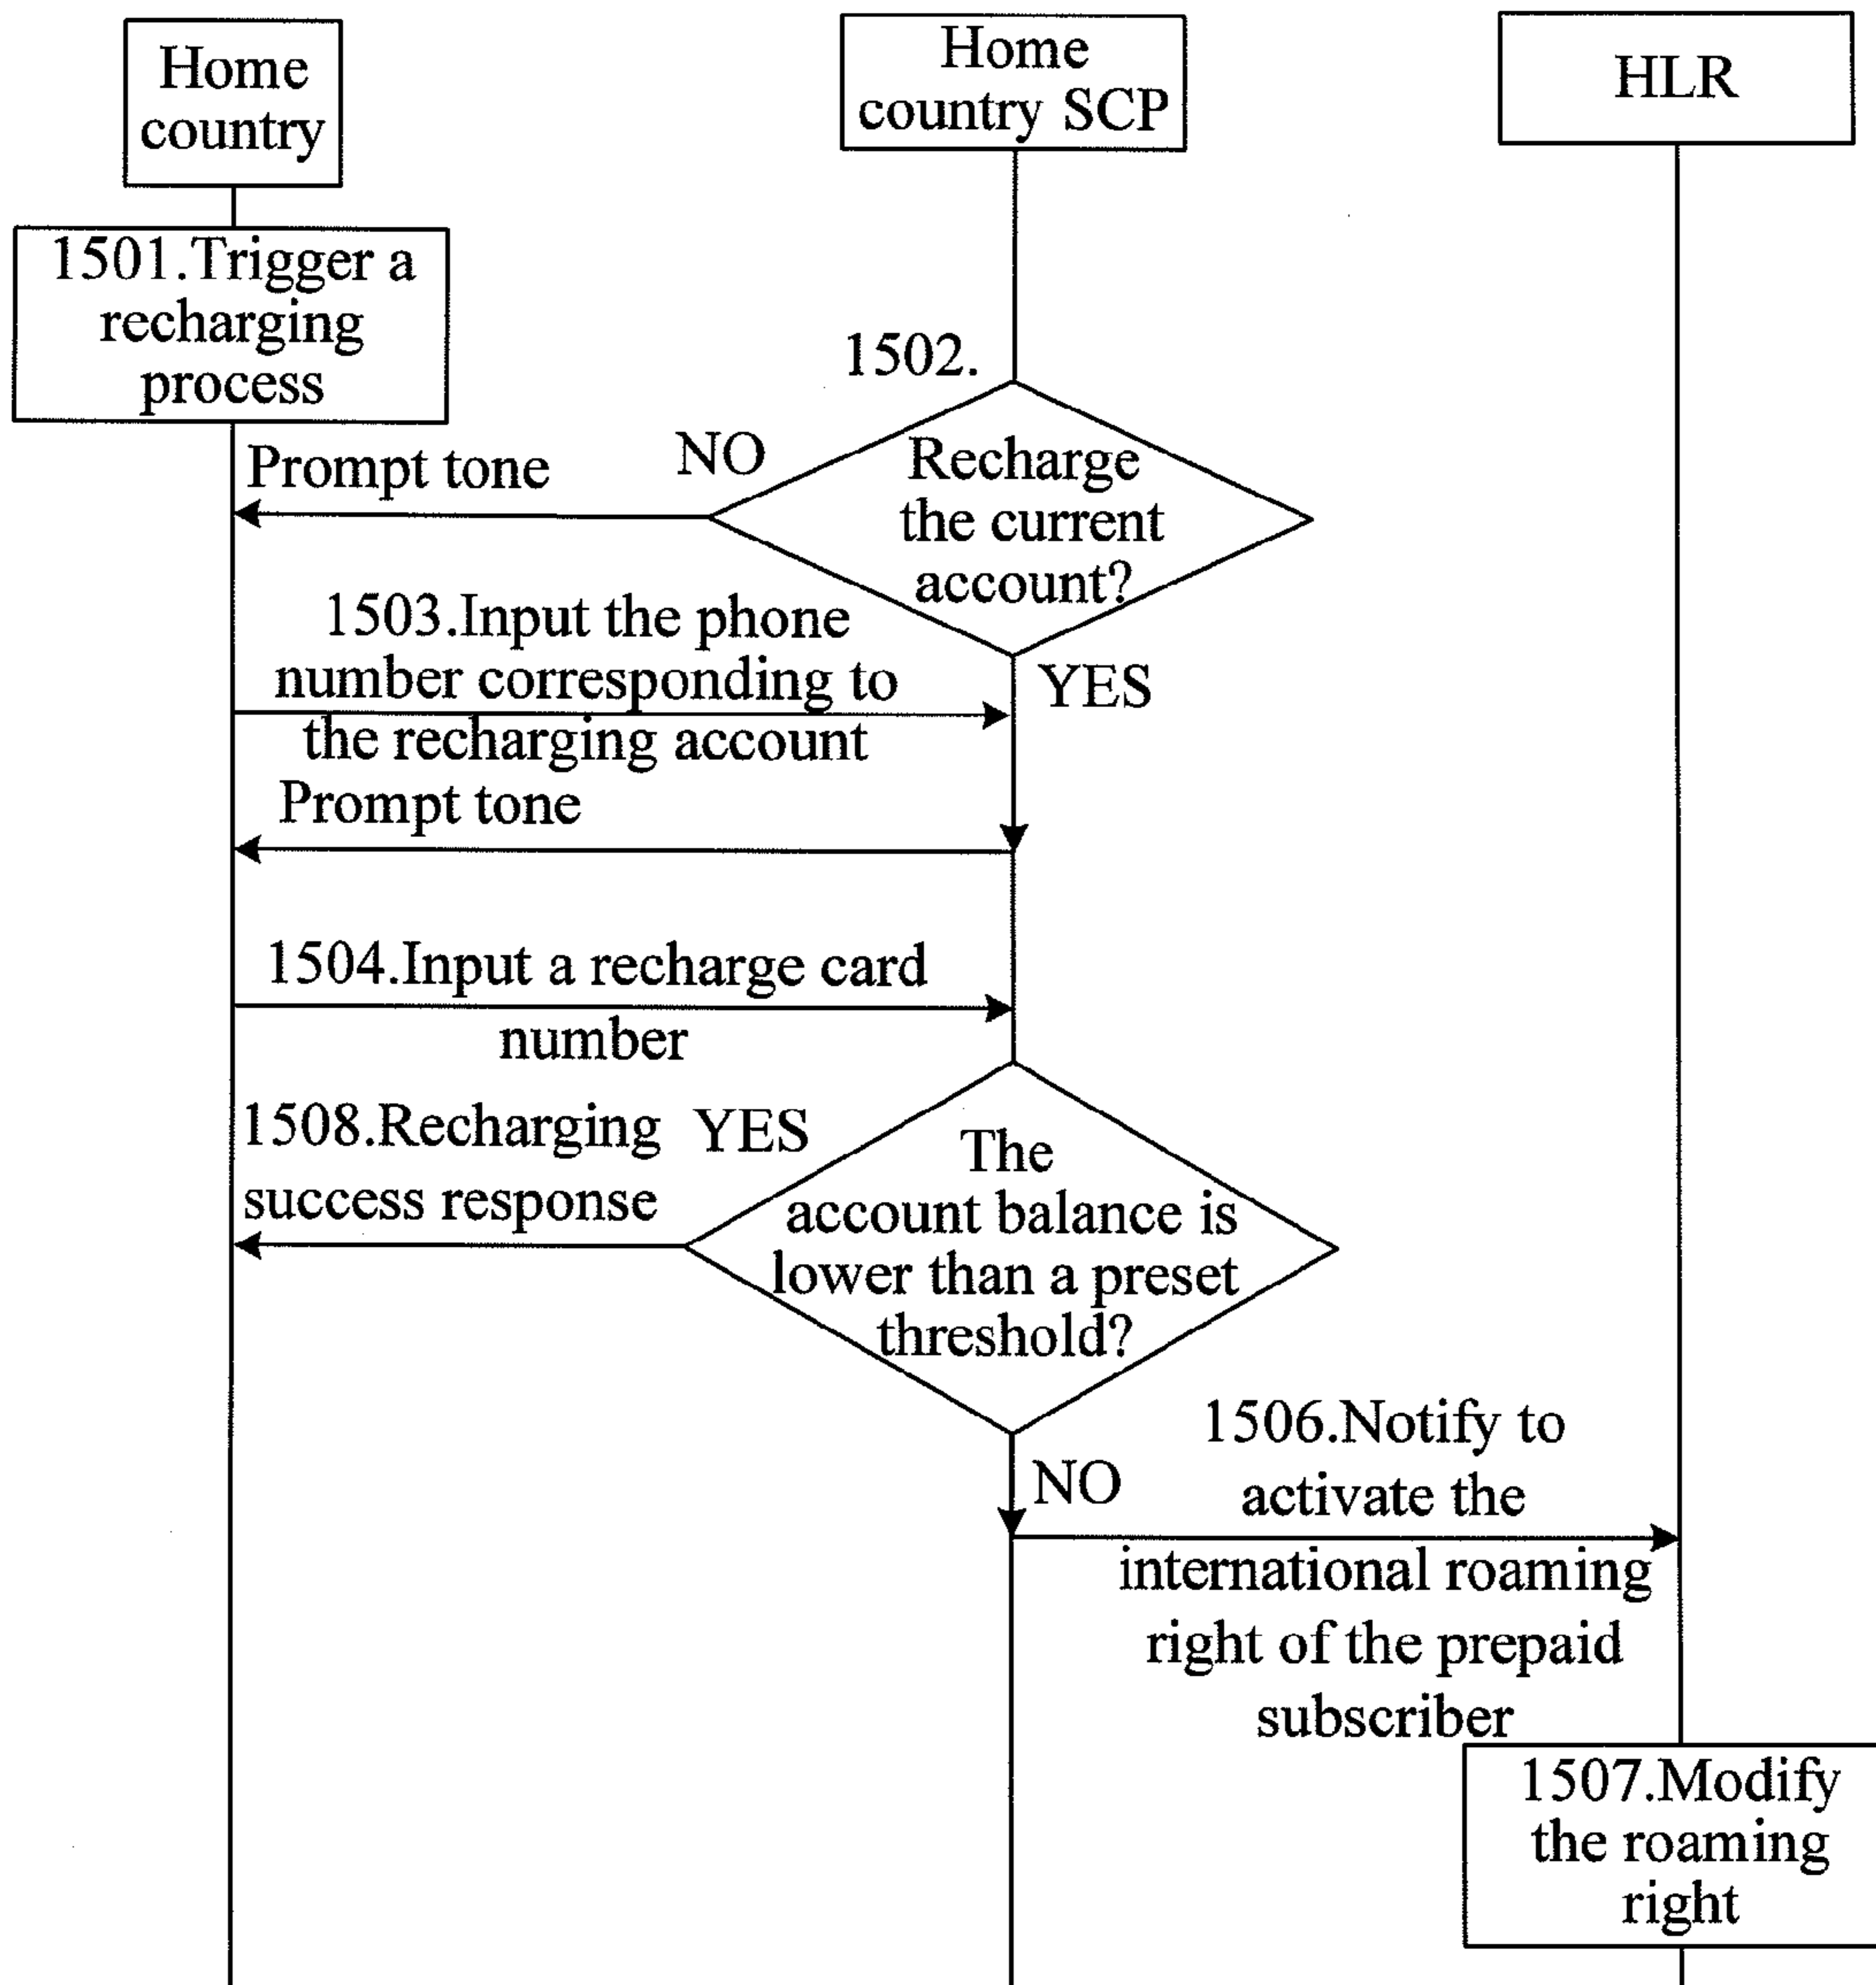 Home
country
Home
country SCP
HLR
1501.Trigger a
recharging
process
1502.
Prompt tone
NO
Recharge
the current
account?
1503.Input the phone
number corresponding to
the recharging account
YES
Prompt tone
1504.Input a recharge card
number
1508.Recharging
success response
YES
The
account balance is
lower than a preset
threshold?
NO
1506.Notify to
activate the
international roaming
right of the prepaid
subscriber
1507.Modify
the roaming
right